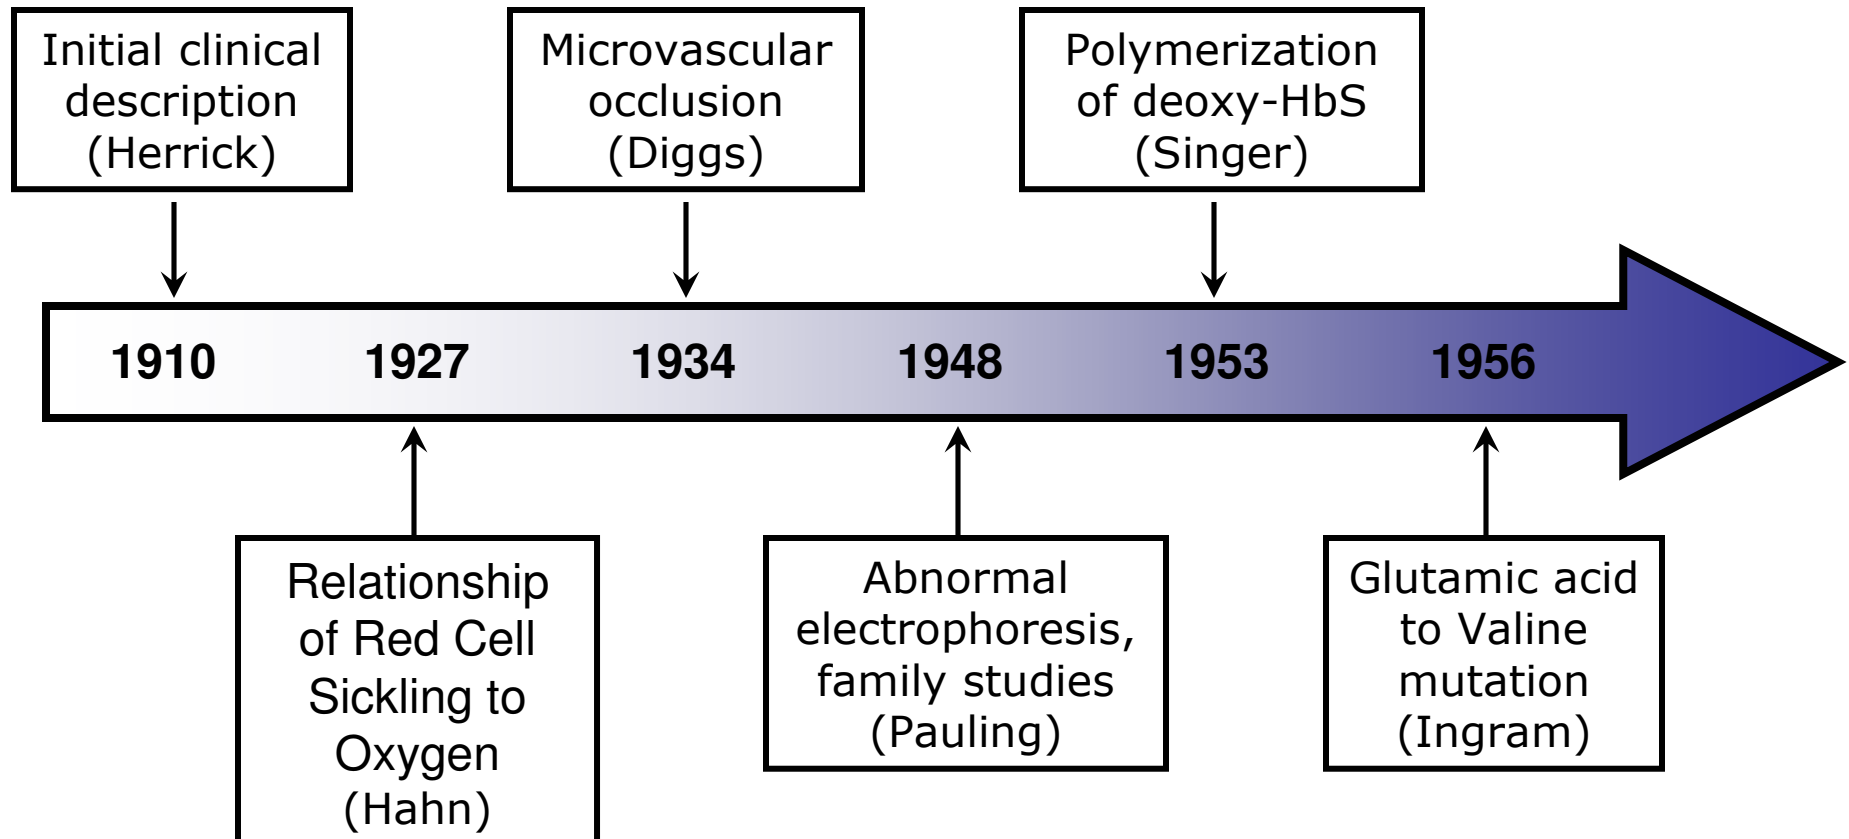 Initial clinical
description
(Herrick)
Microvascular
occlusion
(Diggs)
Polymerization
of deoxy-HbS
(Singer)
1910
1927
1934
1948
1953
1956
Relationship
of Red Cell
Sickling to
Oxygen
(Hahn)
Abnormal
electrophoresis,
family studies
(Pauling)
Glutamic acid
to Valine
mutation
(Ingram)